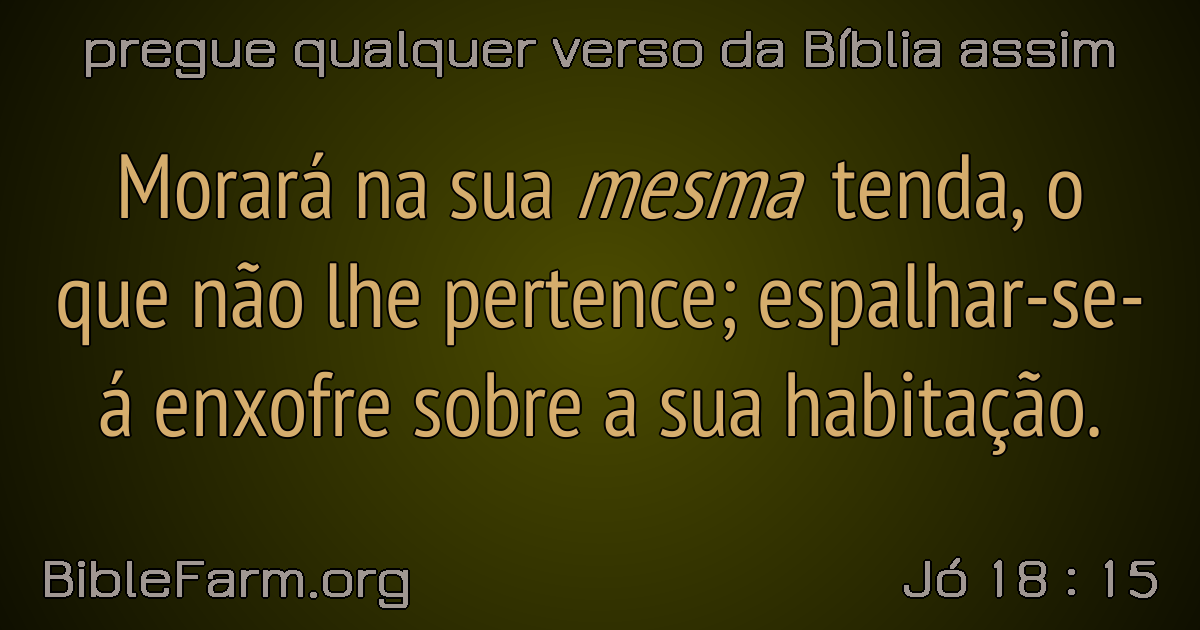 pregue qualquer verso da Bíblia assim
Morará na sua mesma tenda, o
que não lhe pertence; espalhar-se-
á enxofre sobre a sua habitação.
BibleFarm.org
Jó 18 : 15